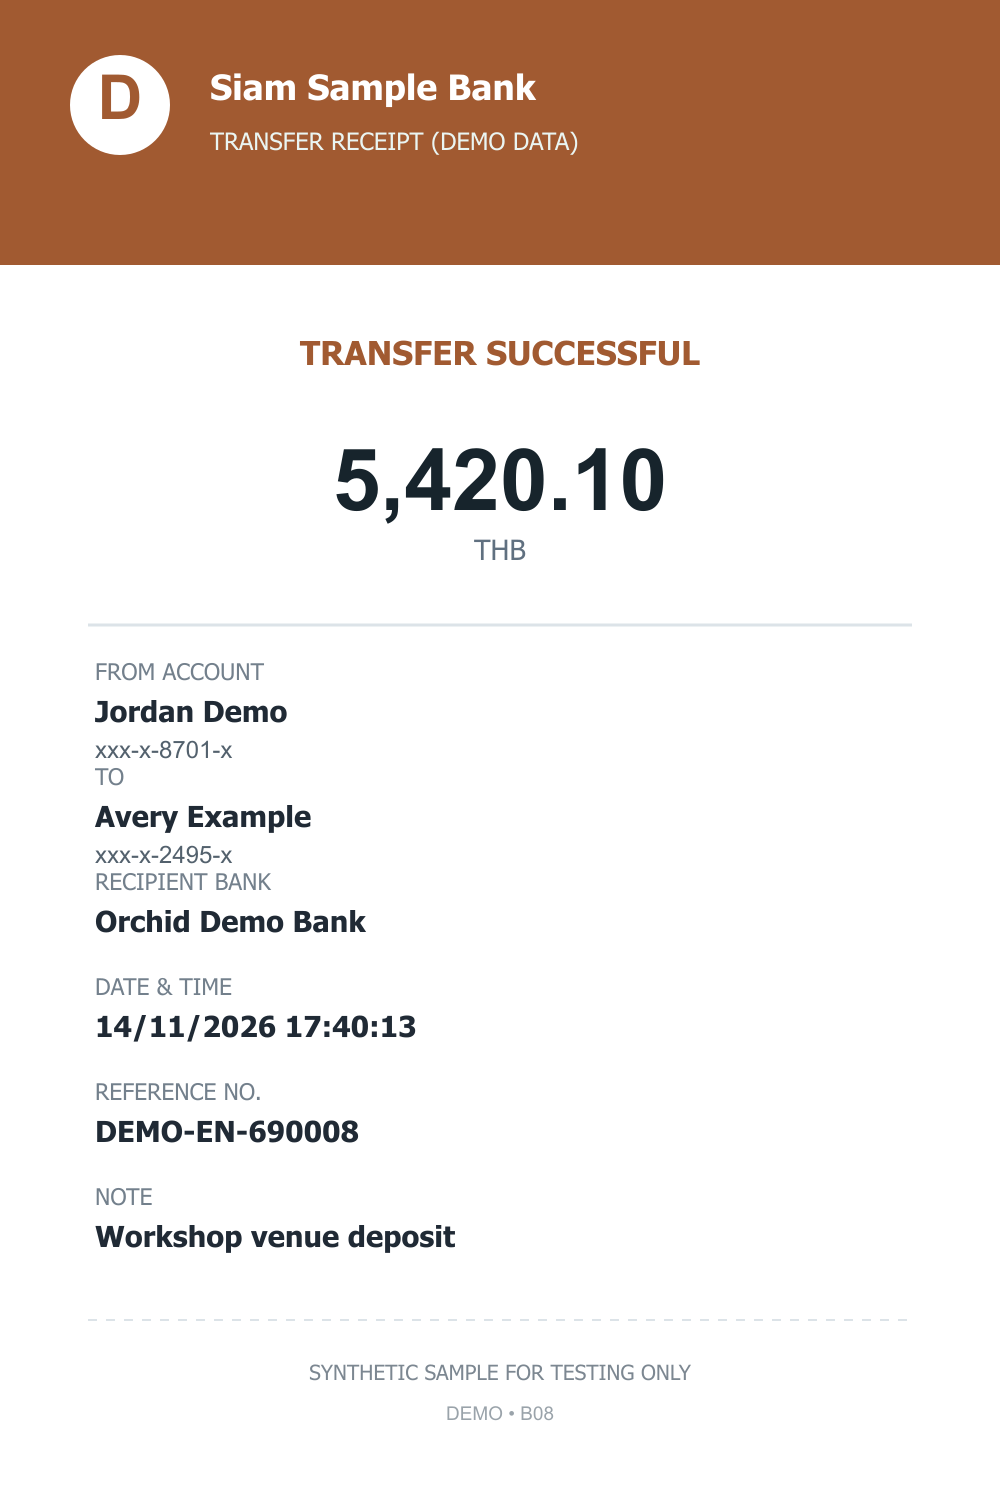 D
Siam Sample Bank
TRANSFER RECEIPT (DEMO DATA)
TRANSFER SUCCESSFUL
5,420.10
THB
FROM ACCOUNT
Jordan Demo
xxx-x-8701-x
TO
Avery Example
xxx-x-2495-x
RECIPIENT BANK
Orchid Demo Bank
DATE & TIME
14/11/2026 17:40:13
REFERENCE NO.
DEMO-EN-690008
NOTE
Workshop venue deposit
SYNTHETIC SAMPLE FOR TESTING ONLY
DEMO • B08